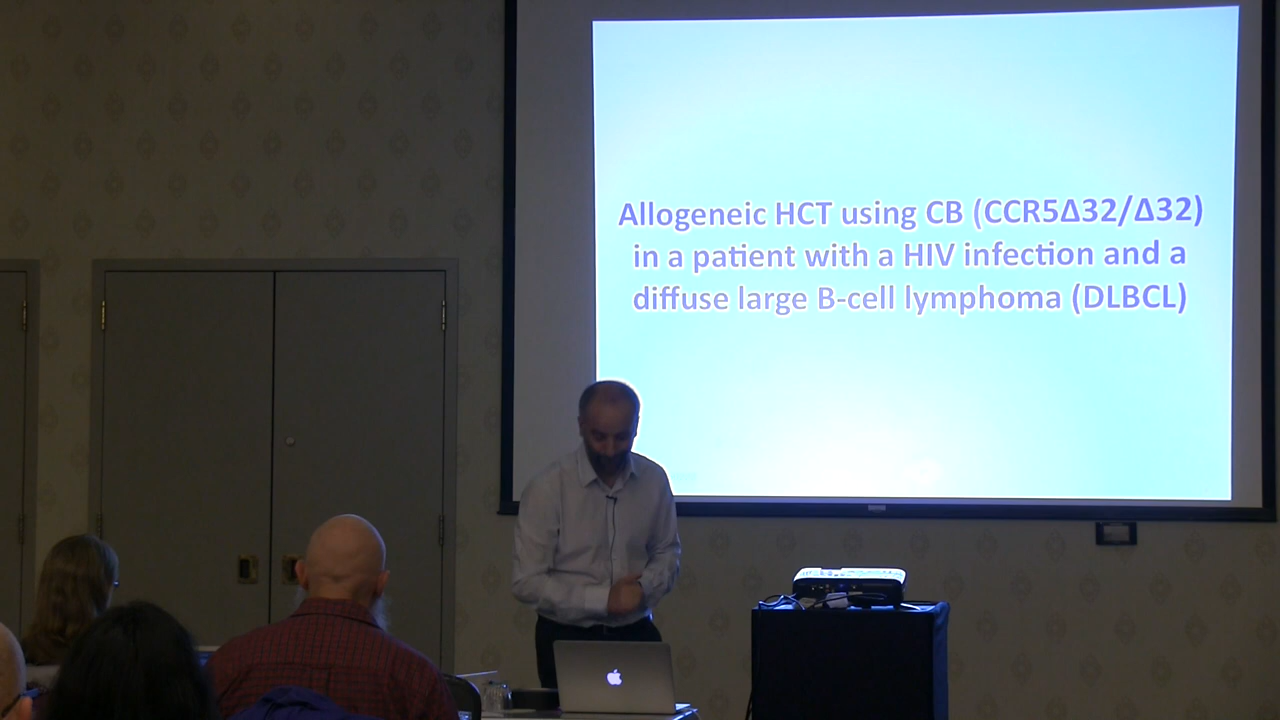 Allogeneic HCT using CB (CCR5Δ32/Δ32)
in a patient with a HIV infection and a
diffuse large B-cell lymphoma (DLBCL)